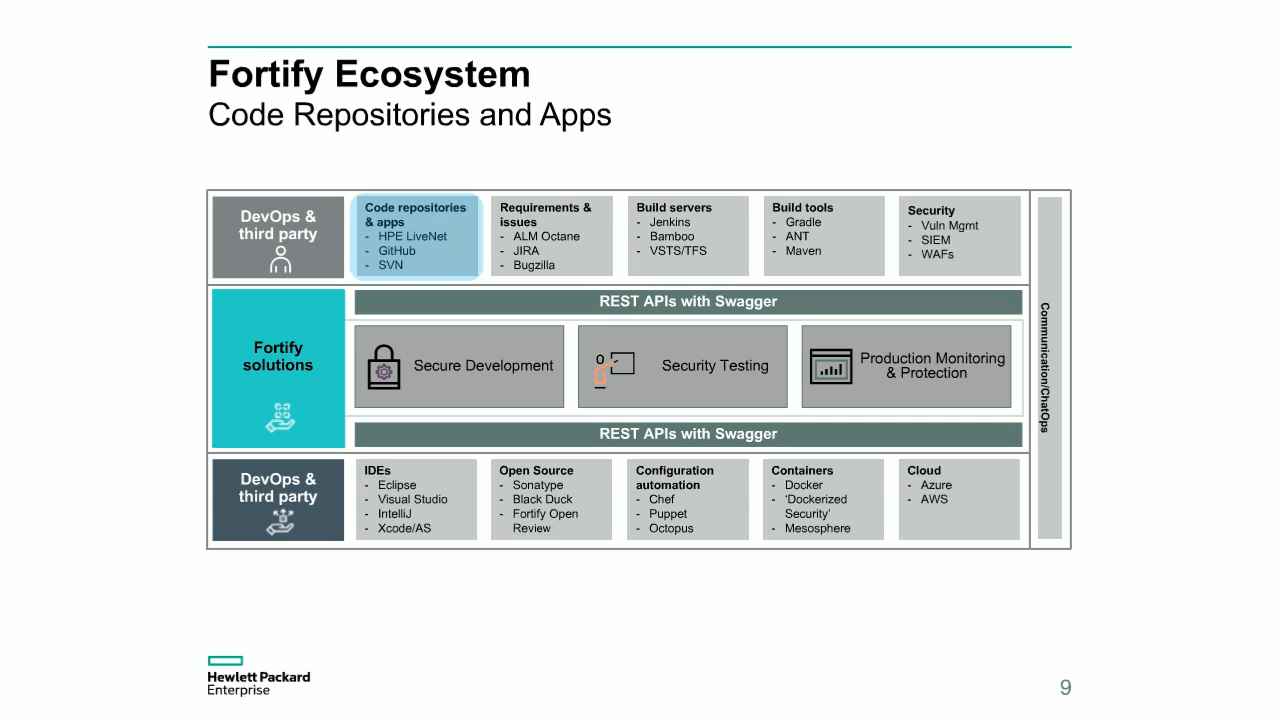 Fortify Ecosystem
Code Repositories and Apps
DevOps &
third party
Code repositories
& apps
- HPE LiveNet
- GitHub
- SVN
Requirements &
issues
- ALM Octane
- JIRA
- Bugzilla
Build servers
- Jenkins
- Bamboo
- VSTS/TFS
Build tools
- Gradle
- ANT
- Maven
Security
- Vuln Mgmt
- SIEM
- WAFs
Fortify
solutions
REST APIs with Swagger
Secure Development
Security Testing
Production Monitoring
& Protection
REST APIs with Swagger
DevOps &
third party
IDEs
- Eclipse
- Visual Studio
- IntelliJ
- Xcode/AS
Open Source
- Sonatype
- Black Duck
- Fortify Open
Review
Configuration
automation
- Chef
- Puppet
- Octopus
Containers
- Docker
- ‘Dockerized
Security’
- Mesosphere
Cloud
- Azure
- AWS
Communication/ChatOps
Hewlett Packard
Enterprise
9